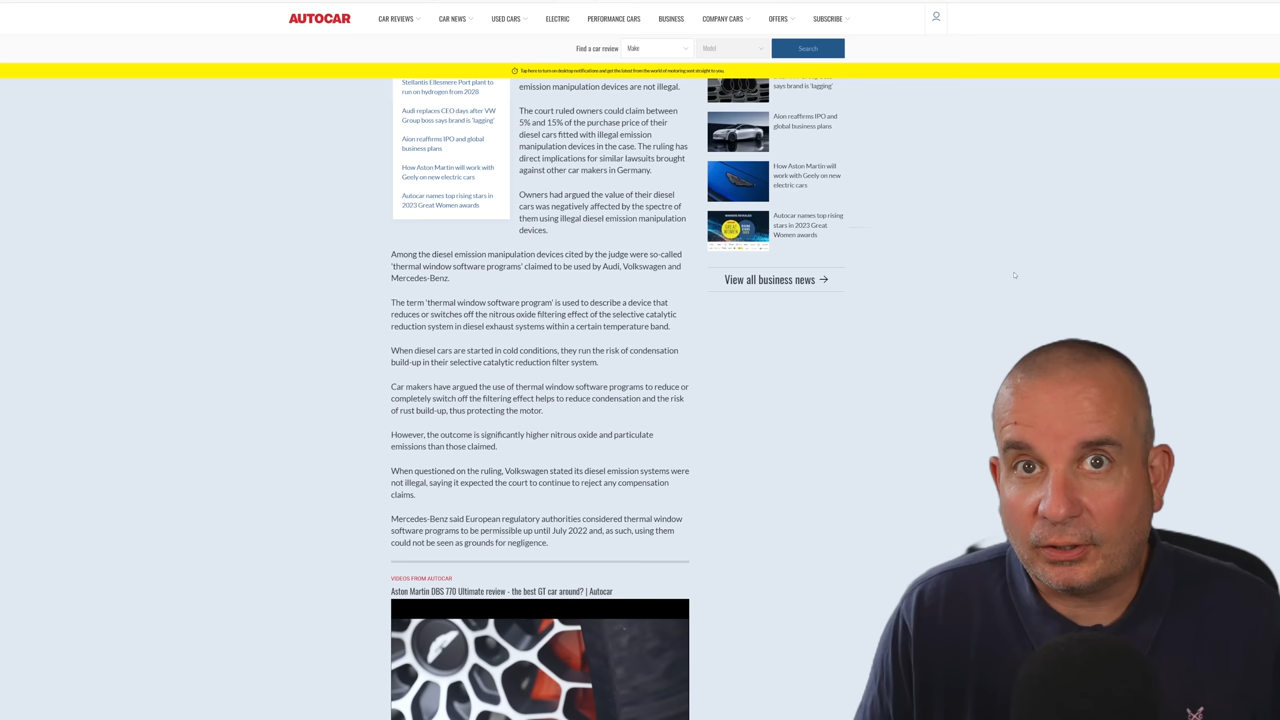 AUTOCAR
CAR REVIEWS
CAR NEWS
USED CARS
ELECTRIC
PERFORMANCE CARS
BUSINESS
COMPANY CARS
OFFERS
SUBSCRIBE
Find a car review
Make
Model
Search
Tap here to turn on desktop notifications and get the latest from the world of motoring sent straight to you.
Stellantis Ellesmere Port plant to
run on hydrogen from 2028
Audi replaces CEO days after VW
Group boss says brand is 'lagging'
Aion reaffirms IPO and global
business plans
How Aston Martin will work with
Geely on new electric cars
Autocar names top rising stars in
2023 Great Women awards
emission manipulation devices are not illegal.
The court ruled owners could claim between
5% and 15% of the purchase price of their
diesel cars fitted with illegal emission
manipulation devices in the case. The ruling has
direct implications for similar lawsuits brought
against other car makers in Germany.
Owners had argued the value of their diesel
cars was negatively affected by the spectre of
them using illegal diesel emission manipulation
devices.
Among the diesel emission manipulation devices cited by the judge were so-called
'thermal window software programs' claimed to be used by Audi, Volkswagen and
Mercedes-Benz.
The term 'thermal window software program' is used to describe a device that
reduces or switches off the nitrous oxide filtering effect of the selective catalytic
reduction system in diesel exhaust systems within a certain temperature band.
When diesel cars are started in cold conditions, they run the risk of condensation
build-up in their selective catalytic reduction filter system.
Car makers have argued the use of thermal window software programs to reduce or
completely switch off the filtering effect helps to reduce condensation and the risk
of rust build-up, thus protecting the motor.
However, the outcome is significantly higher nitrous oxide and particulate
emissions than those claimed.
When questioned on the ruling, Volkswagen stated its diesel emission systems were
not illegal, saying it expected the court to continue to reject any compensation
claims.
Mercedes-Benz said European regulatory authorities considered thermal window
software programs to be permissible up until July 2022 and, as such, using them
could not be seen as grounds for negligence.
VIDEOS FROM AUTOCAR
Aston Martin DBS 770 Ultimate review - the best GT car around? | Autocar
says brand is 'lagging'
Aion reaffirms IPO and
global business plans
How Aston Martin will
work with Geely on new
electric cars
Autocar names top rising
stars in 2023 Great
Women awards
View all business news